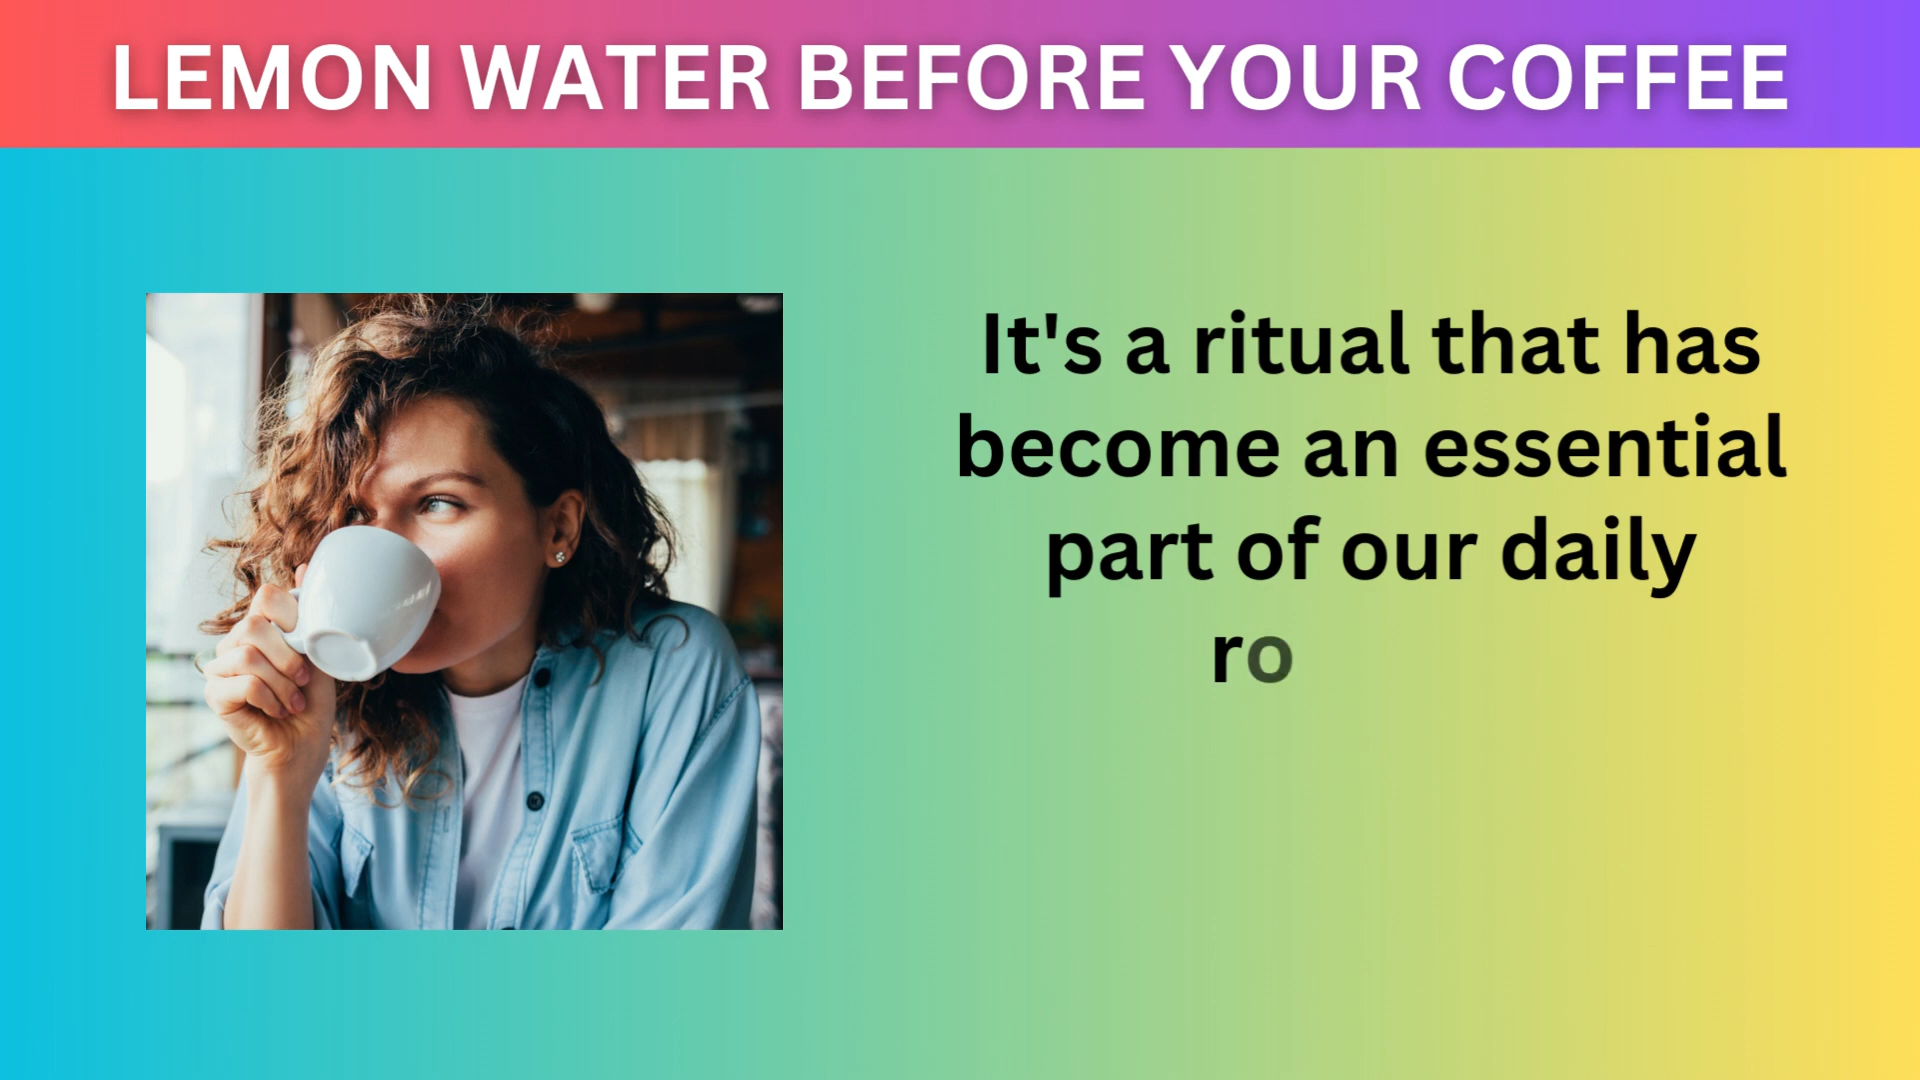 LEMON WATER BEFORE YOUR COFFEE
It's a ritual that has
become an essential
part of our daily
ro